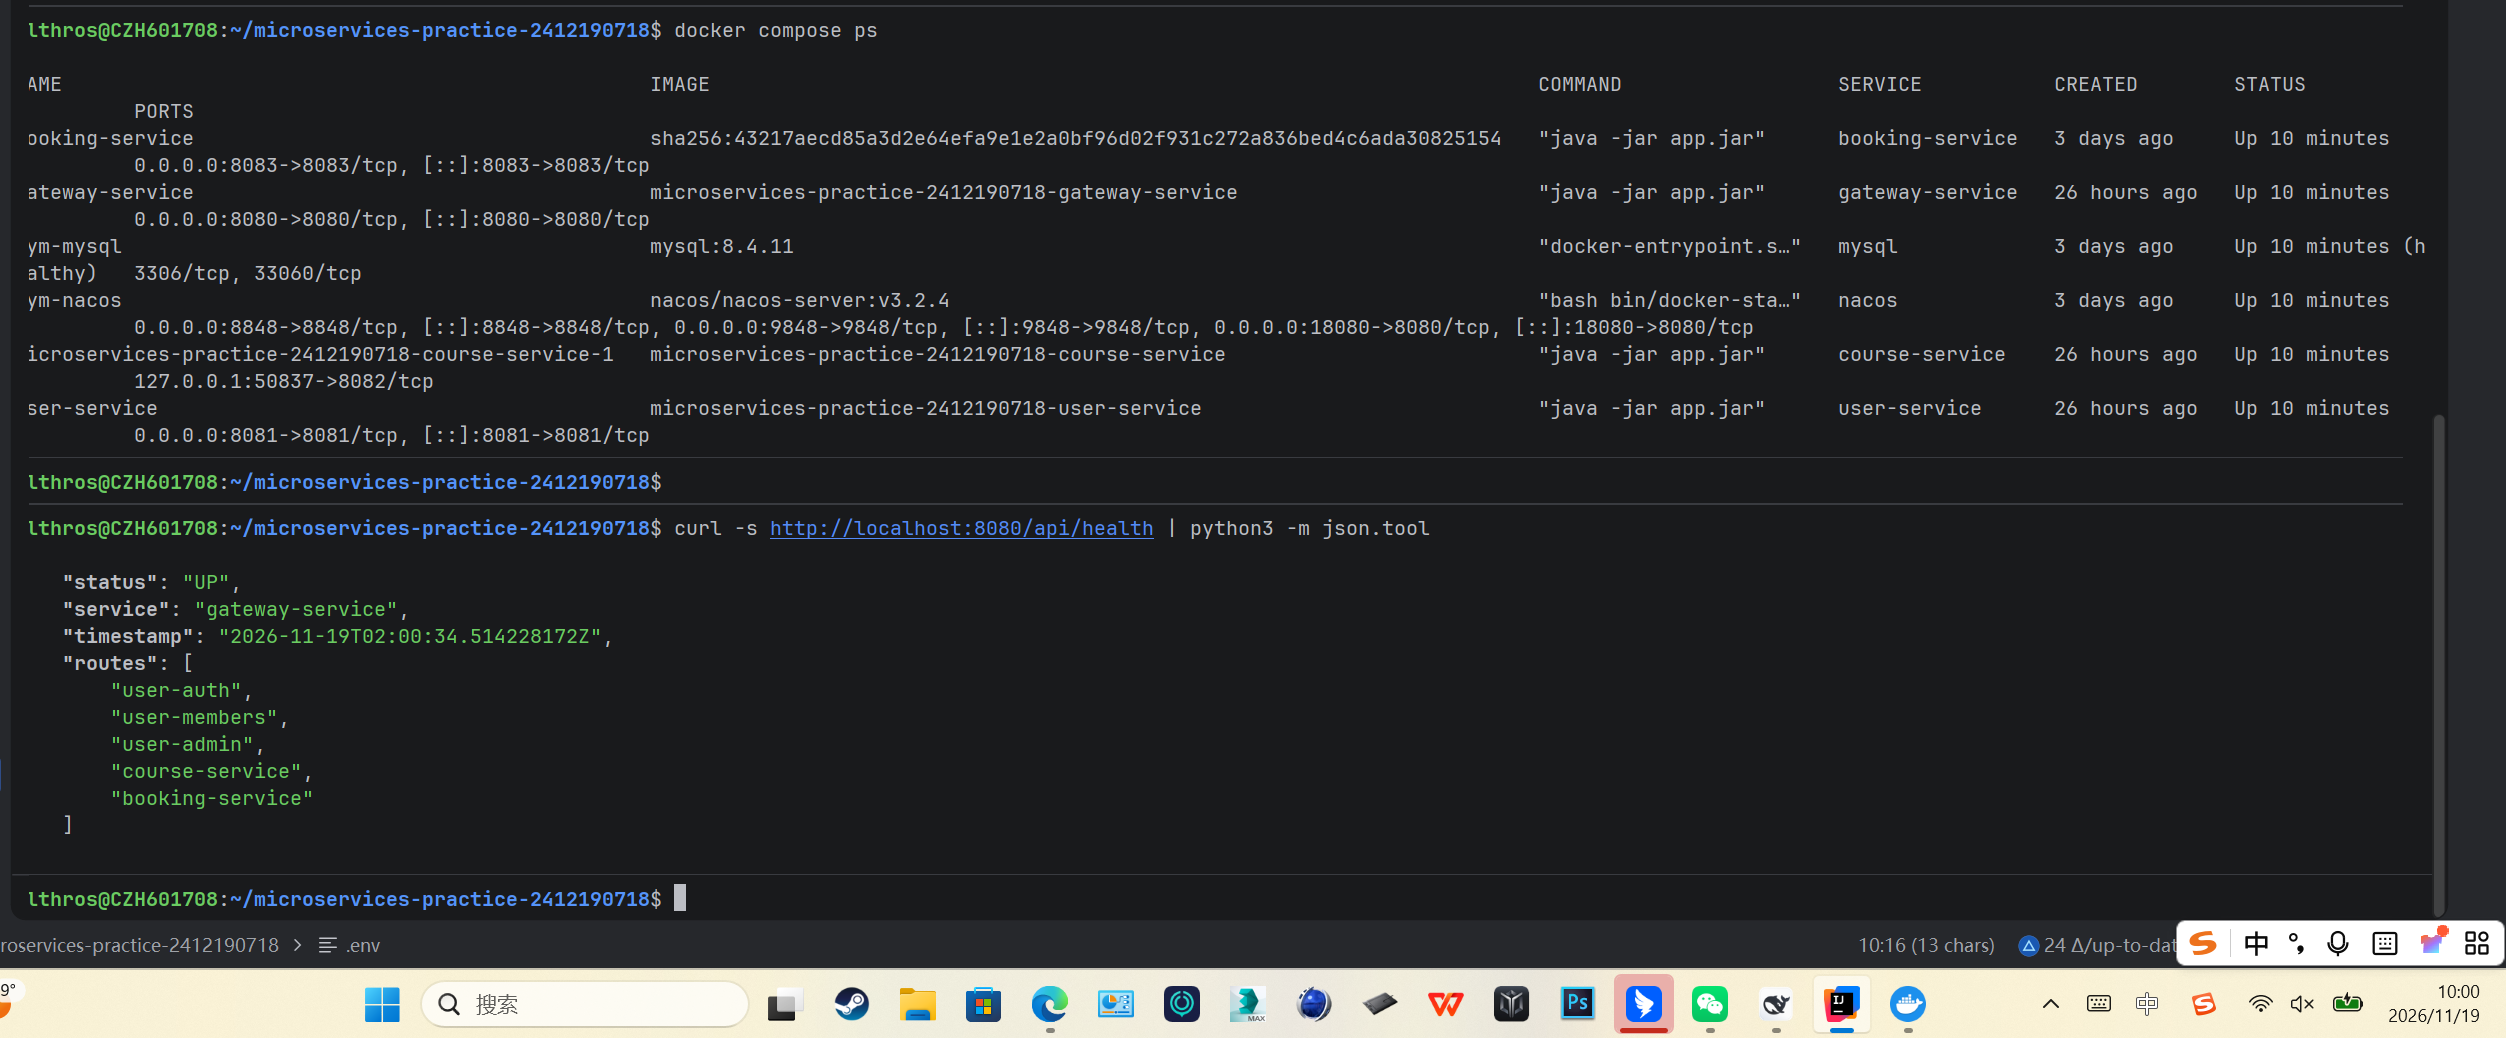 lthros@CZH601708:~/microservices-practice-2412190718$ docker compose ps
AME IMAGE COMMAND SERVICE CREATED STATUS
PORTS
ooking-service sha256:43217aecd85a3d2e64efa9e1e2a0bf96d02f931c272a836bed4c6ada30825154 "java -jar app.jar" booking-service 3 days ago Up 10 minutes
0.0.0.0:8083->8083/tcp, [::]:8083->8083/tcp
ateway-service microservices-practice-2412190718-gateway-service "java -jar app.jar" gateway-service 26 hours ago Up 10 minutes
0.0.0.0:8080->8080/tcp, [::]:8080->8080/tcp
ym-mysql mysql:8.4.11 "docker-entrypoint.s…" mysql 3 days ago Up 10 minutes (h
althy) 3306/tcp, 33060/tcp
ym-nacos nacos/nacos-server:v3.2.4 "bash bin/docker-sta…" nacos 3 days ago Up 10 minutes
0.0.0.0:8848->8848/tcp, [::]:8848->8848/tcp, 0.0.0.0:9848->9848/tcp, [::]:9848->9848/tcp, 0.0.0.0:18080->8080/tcp, [::]:18080->8080/tcp
icroservices-practice-2412190718-course-service-1 microservices-practice-2412190718-course-service "java -jar app.jar" course-service 26 hours ago Up 10 minutes
127.0.0.1:50837->8082/tcp
ser-service microservices-practice-2412190718-user-service "java -jar app.jar" user-service 26 hours ago Up 10 minutes
0.0.0.0:8081->8081/tcp, [::]:8081->8081/tcp
lthros@CZH601708:~/microservices-practice-2412190718$
lthros@CZH601708:~/microservices-practice-2412190718$ curl -s http://localhost:8080/api/health | python3 -m json.tool
"status": "UP",
"service": "gateway-service",
"timestamp": "2026-11-19T02:00:34.514228172Z",
"routes": [
"user-auth",
"user-members",
"user-admin",
"course-service",
"booking-service"
]
lthros@CZH601708:~/microservices-practice-2412190718$
roservices-practice-2412190718 > .env 10:16 (13 chars) 24 Δ/up-to-dat
中
9°
搜索
MAX
Ps
IJ
中
10:00
2026/11/19